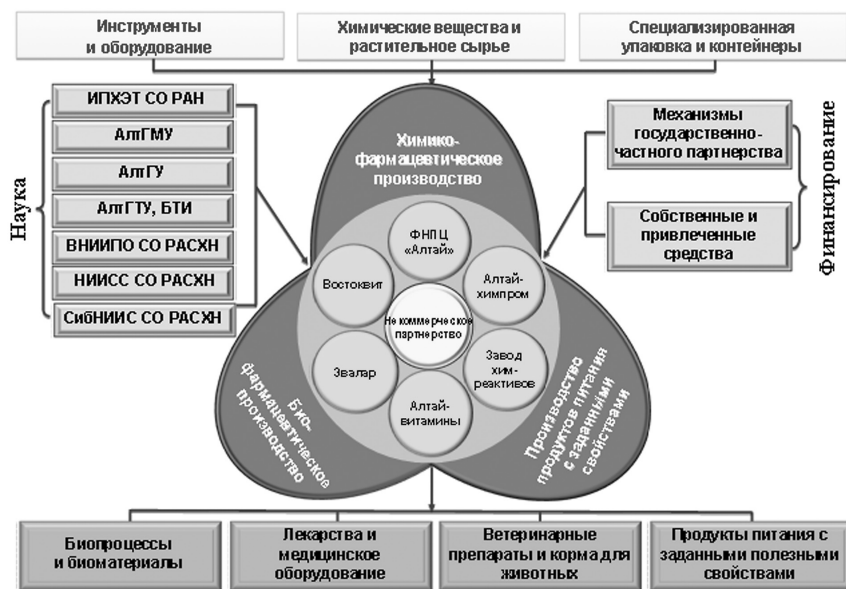 Инструменты
и оборудование
Химические вещества и
растительное сырье
Специализированная
упаковка и контейнеры
Наука
ИПХЭТ СО РАН
АлтГМУ
АлтГУ
АлтГТУ, БТИ
ВНИИПО СО РАСХН
НИИСС СО РАСХН
СибНИИС СО РАСХН
Химико-
фармацевтическое
производство
Механизмы
государственно-
частного партнерства
Собственные и
привлеченные
средства
Финансирование
ФНПЦ
«Алтай»
Востоквит
Алтай-
химпром
Не коммерческое
партнерство
Эвалар
Завод
хим-
реактивов
Алтай-
витамины
Био-
фармацевтическое
производство
Производство
продуктов питания
с заданными
свойствами
Биопроцессы
и биоматериалы
Лекарства и
медицинское
оборудование
Ветеринарные
препараты и корма для
животных
Продукты питания с
заданными полезными
свойствами